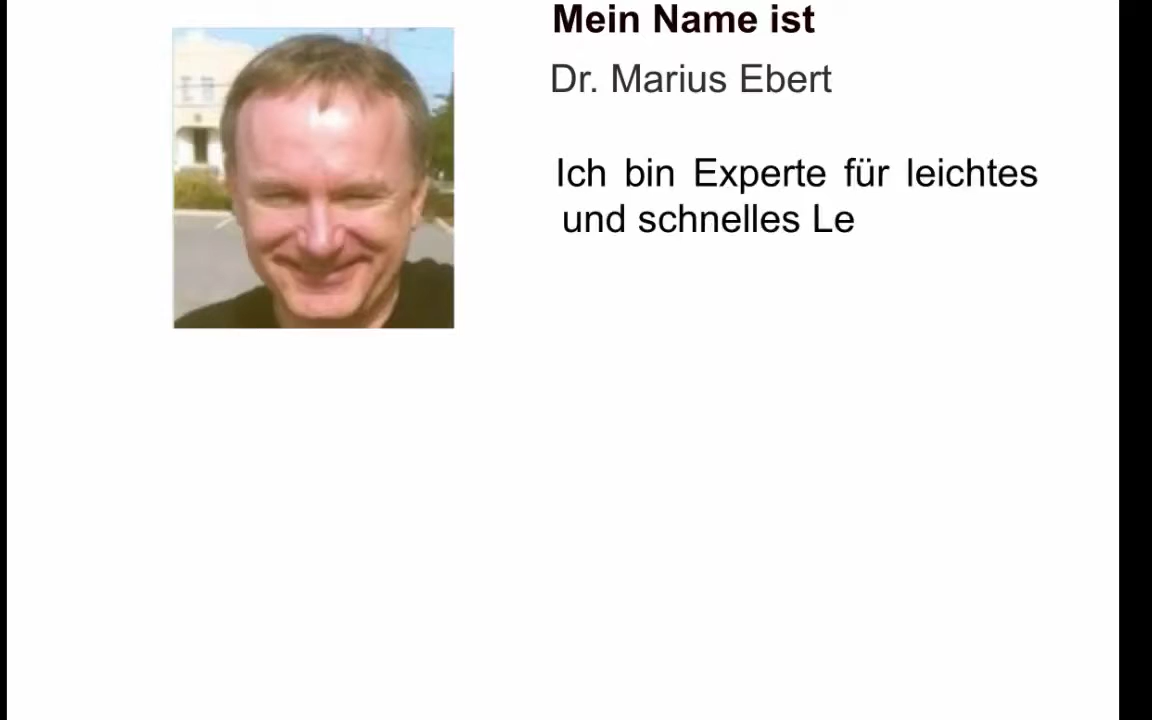 Mein Name ist
Dr. Marius Ebert
Ich bin Experte für leichtes
und schnelles Le